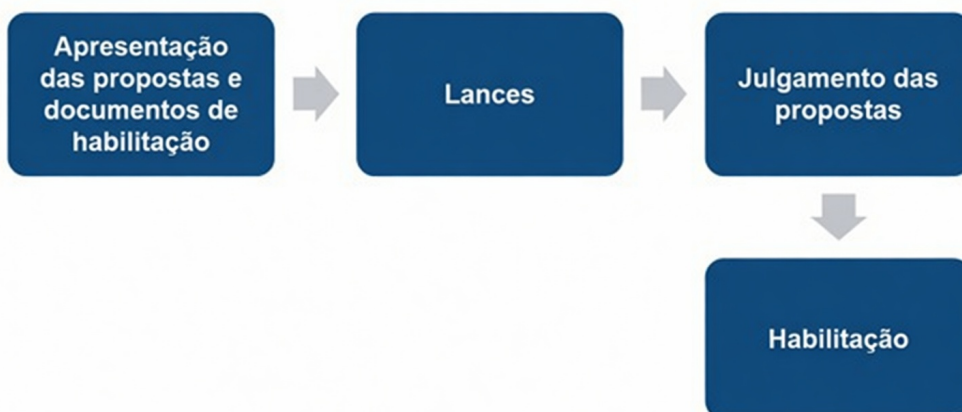 Apresentação
das propostas e
documentos de
habilitação
Lances
Julgamento das
propostas
Habilitação